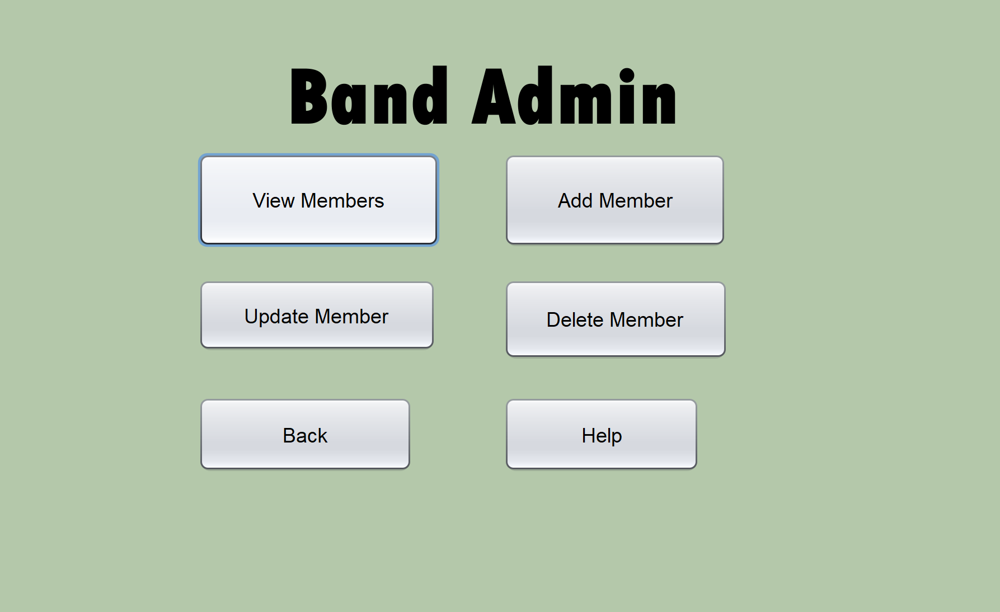 Band Admin
View Members
Add Member
Update Member
Delete Member
Back
Help